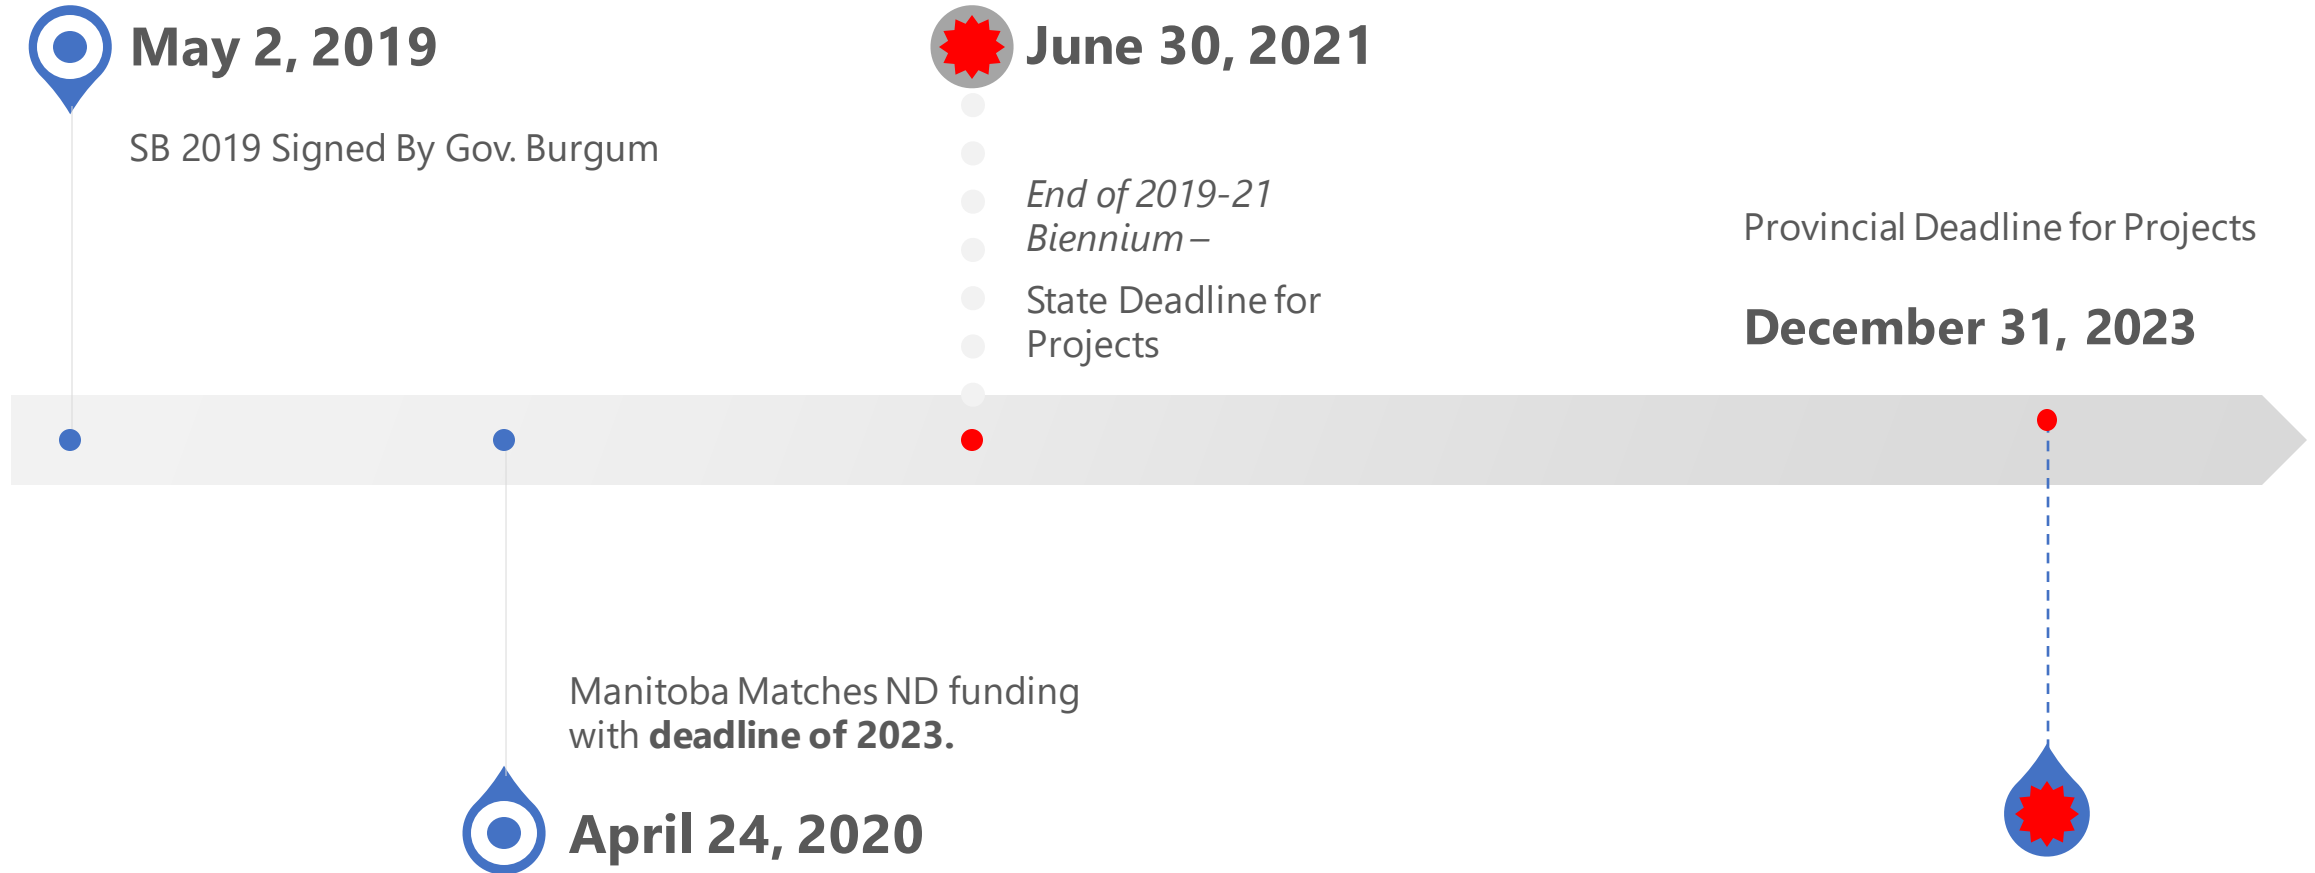 May 2, 2019
SB 2019 Signed By Gov. Burgum
June 30, 2021
End of 2019-21
Biennium –
State Deadline for
Projects
Provincial Deadline for Projects
December 31, 2023
Manitoba Matches ND funding
with deadline of 2023.
April 24, 2020